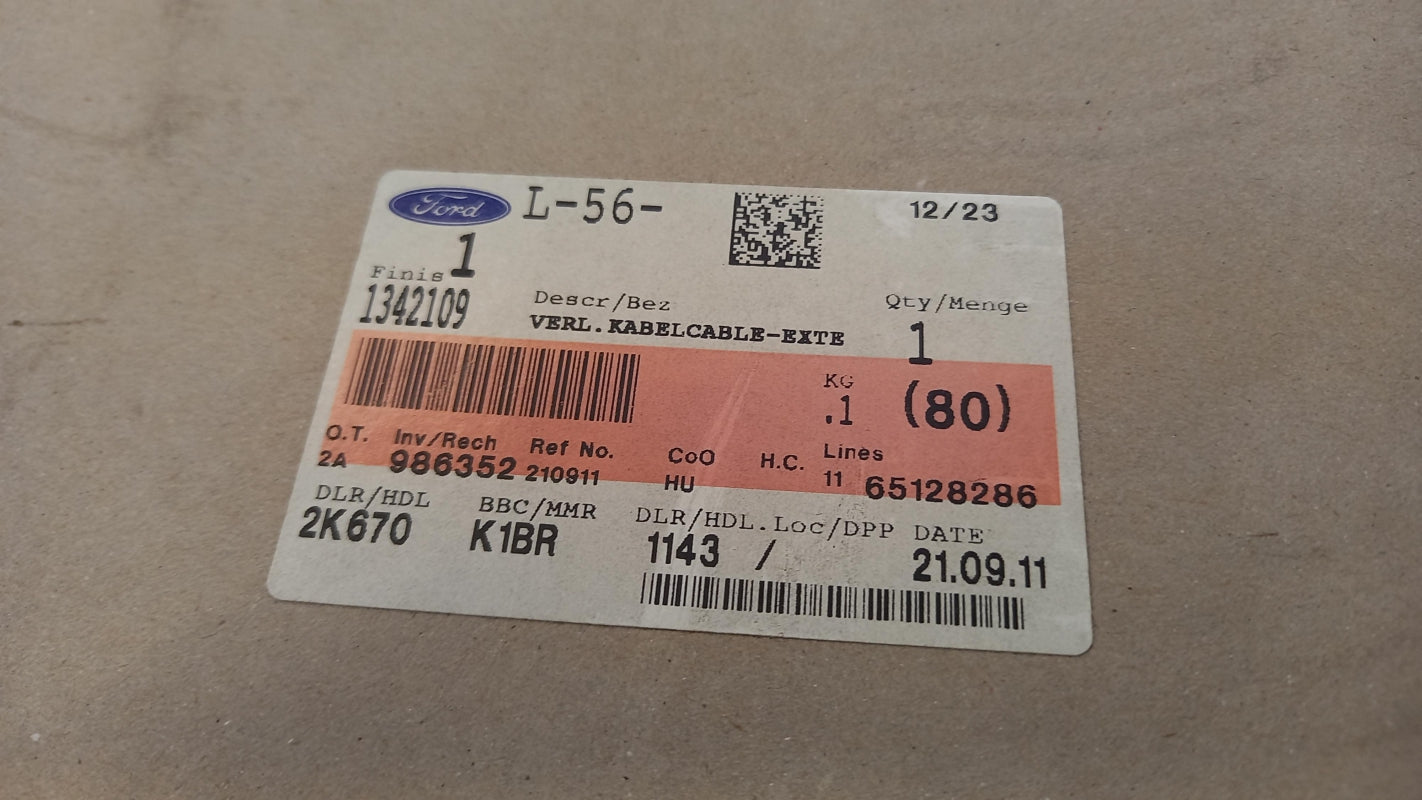 Ford L-56- 12/23
Finis 1
1342109 Descr/Bez Qty/Menge
VERL.KABELCABLE-EXTE 1
KG
.1 (80)
O.T. Inv/Rech Ref No. CoO H.C. Lines
2A 986352 210911 HU 11 65128286
DLR/HDL BBC/MMR DLR/HDL.Loc/DPP DATE
2K670 K1BR 1143 / 21.09.11